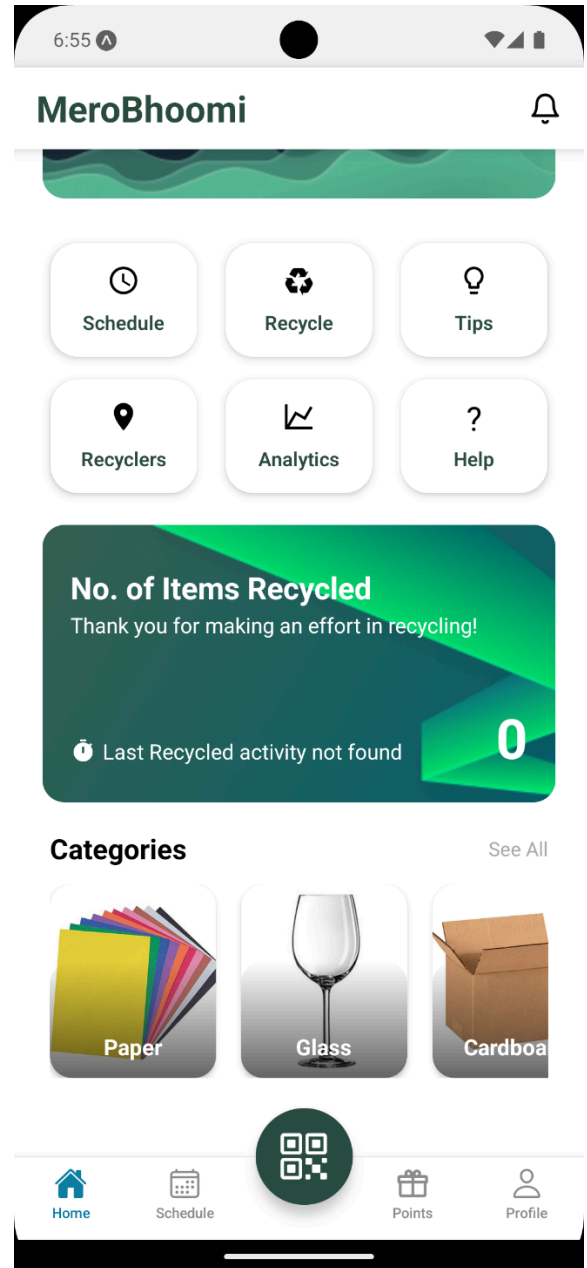 6:55
MeroBhoomi
Schedule
Recycle
Tips
Recyclers
Analytics
?
Help
No. of Items Recycled
Thank you for making an effort in recycling!
Last Recycled activity not found
0
Categories
See All
Paper
Glass
Cardboa
Home
Schedule
Points
Profile